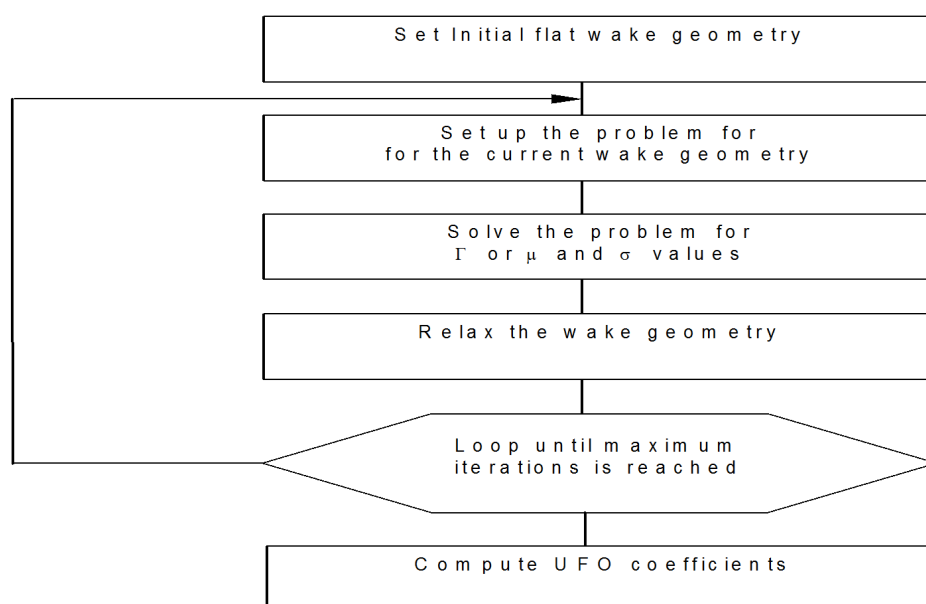 Set Initial flat wake geometry
Setup the problem for
for the current wake geometry
Solve the problem for
Γ or μ and σ values
Relax the wake geometry
Loop until maximum
iterations is reached
Compute UFO coefficients